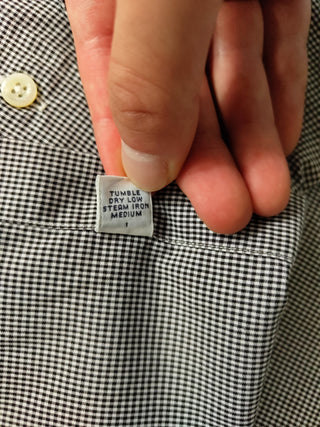 TUMBLE
DRY LOW
STEAM IRON
MEDIUM
1